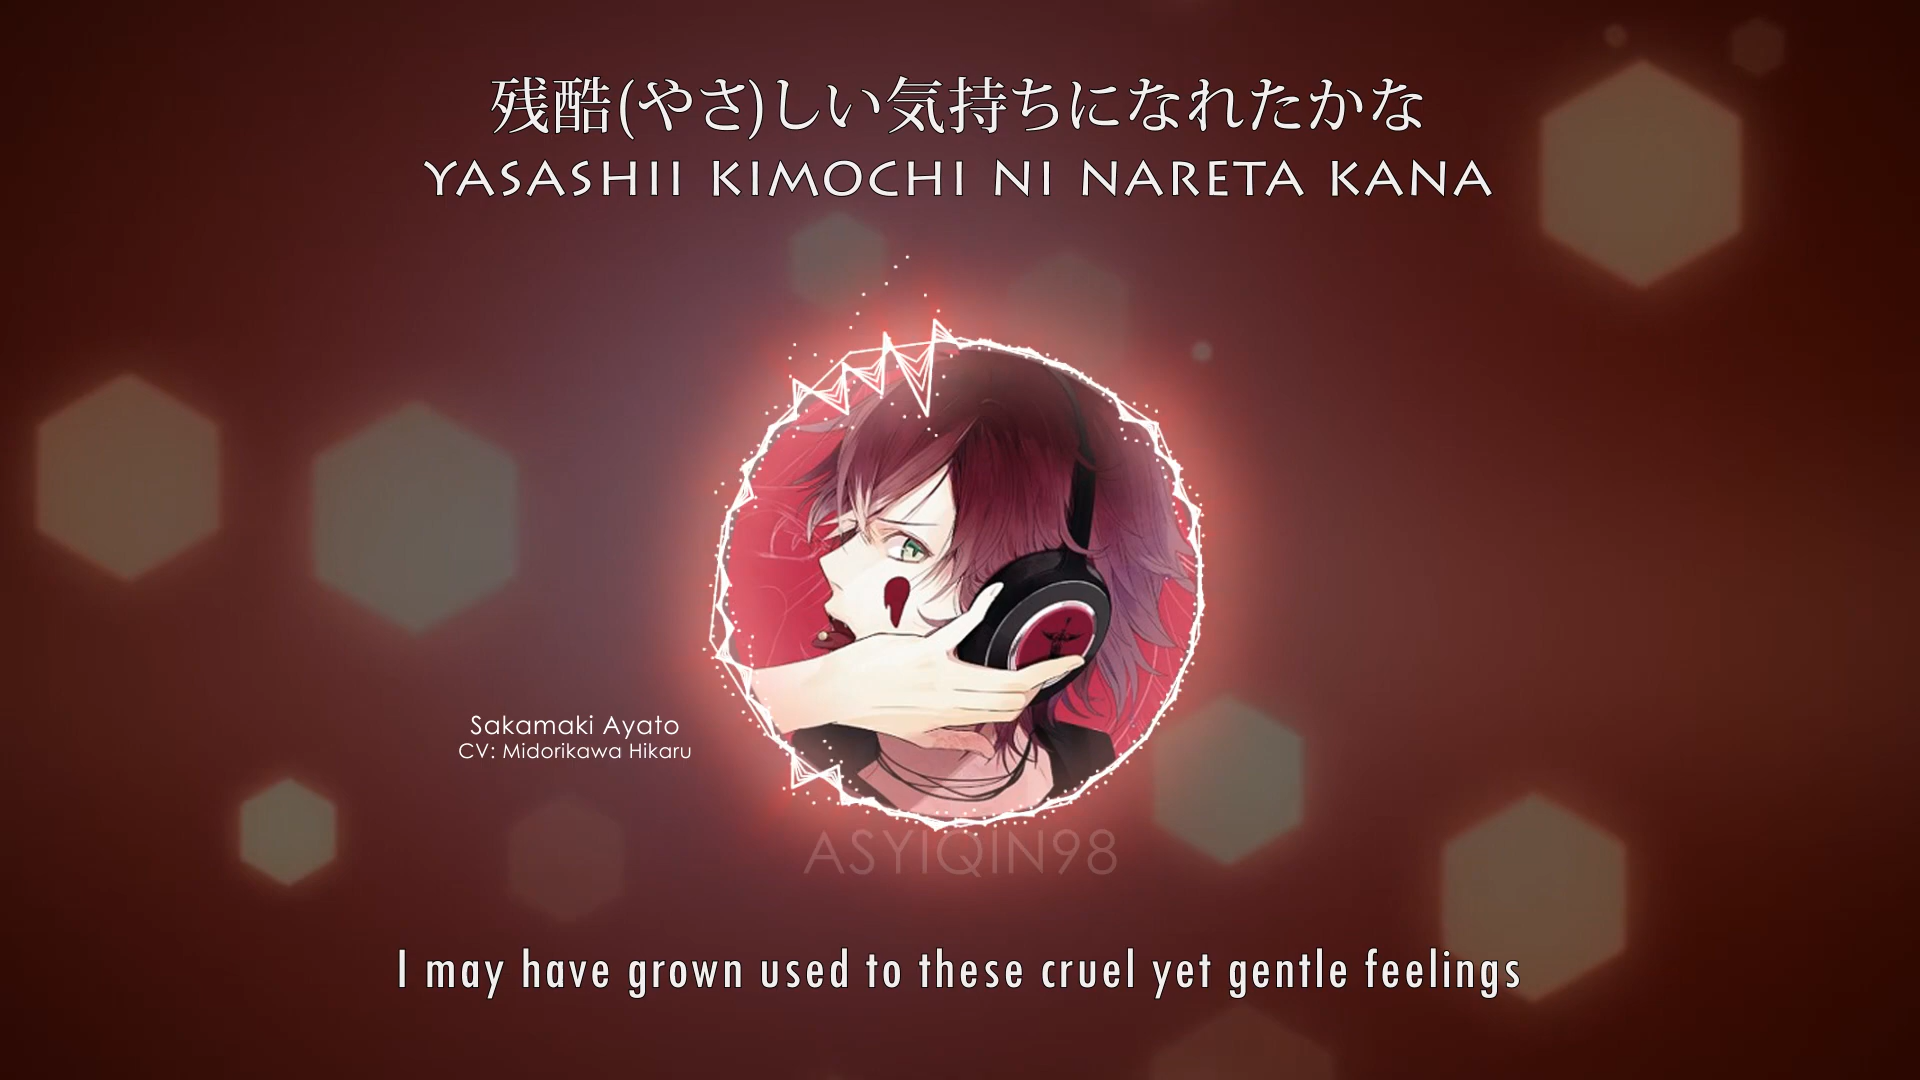 残酷(やさ)しい気持ちになれたかな
YASASHII KIMOCHI NI NARETA KANA
Sakamaki Ayato
CV: Midorikawa Hikaru
ASYIQIN98
I may have grown used to these cruel yet gentle feelings